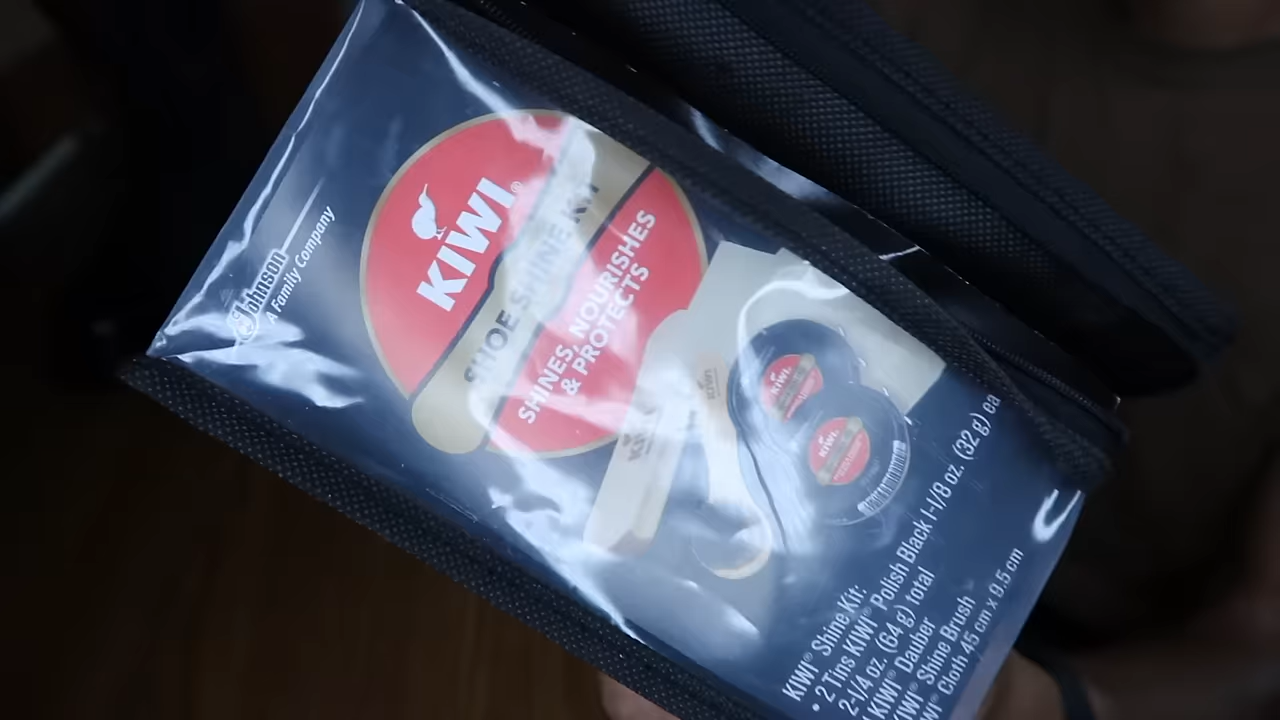 Johnson
A Family Company
KIWI®
SHOE SHINE KIT
SHINES, NOURISHES
& PROTECTS
KIWI
KIWI
KIWI
KIWI
KIWI® Shine Kit:
• 2 Tins KIWI® Polish Black 1-1/8 oz. (32 g) ea
2-1/4 oz. (64 g) total
KIWI® Dauber
KIWI® Shine Brush
Cloth 45 cm x 9.5 cm